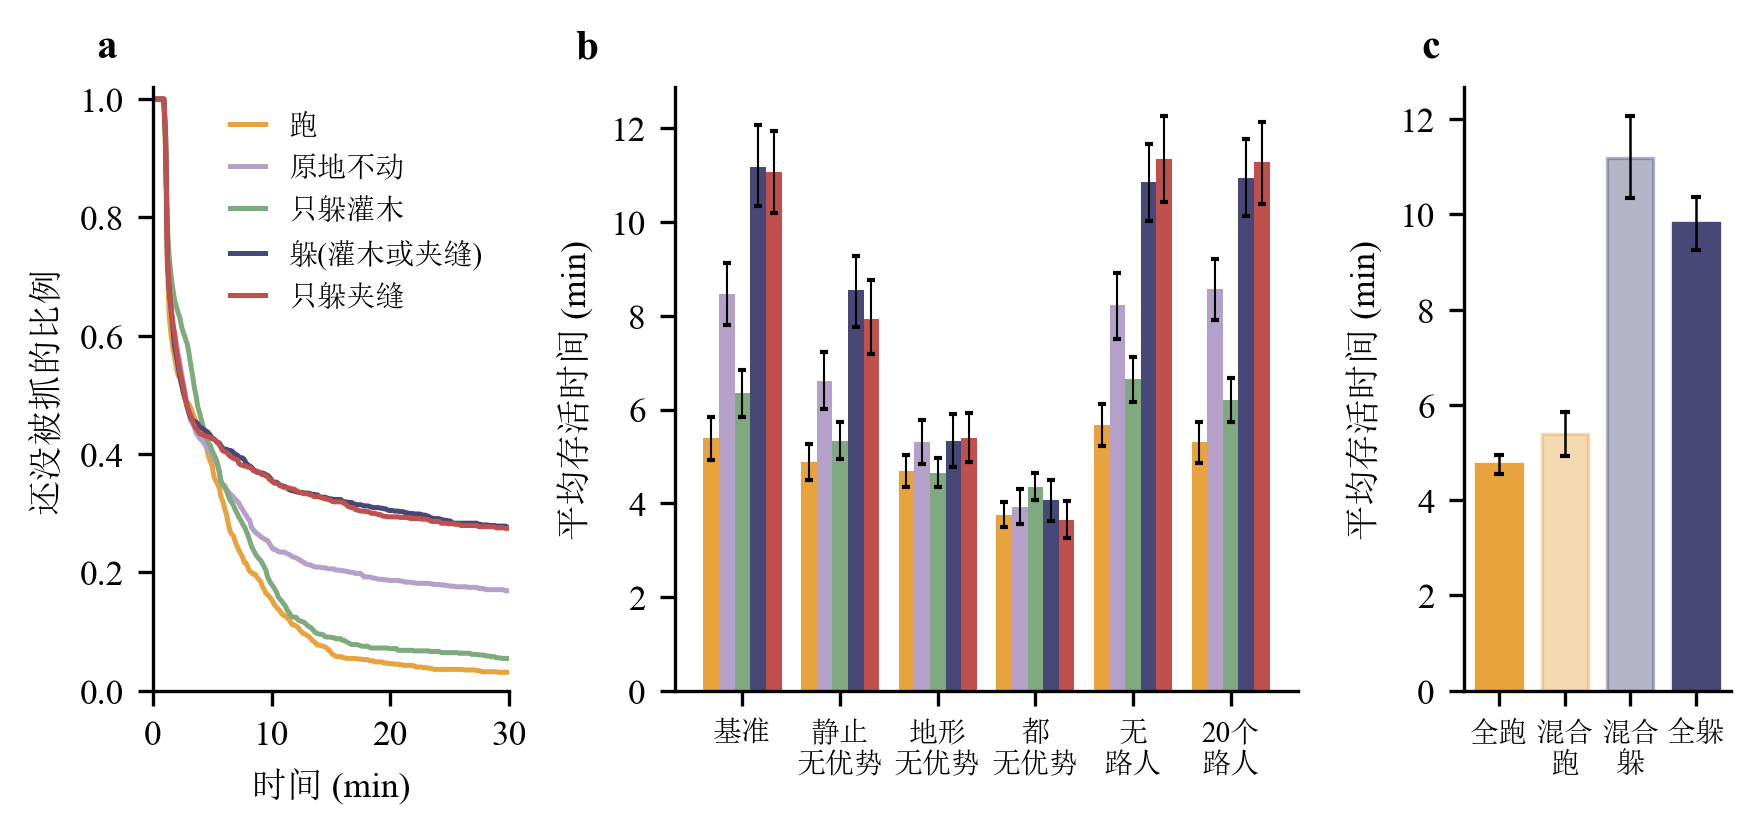 a
还没被抓的比例
1.0
0.8
0.6
0.4
0.2
0.0
0
10
20
30
时间 (min)
跑
原地不动
只躲灌木
躲(灌木或夹缝)
只躲夹缝
b
平均存活时间 (min)
12
10
8
6
4
2
0
基准
静止
无优势
地形
无优势
都
无优势
无
路人
20个
路人
c
平均存活时间 (min)
12
10
8
6
4
2
0
全跑
混合
跑
混合
躲
全躲